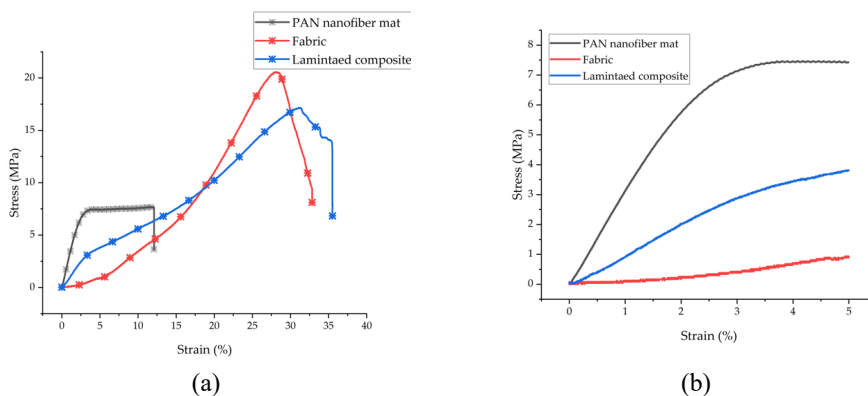 PAN nanofiber mat
Fabric
Lamintaed composite
20
15
10
5
0
Stress (MPa)
0 5 10 15 20 25 30 35 40
Strain (%)
(a)
PAN nanofiber mat
Fabric
Lamintaed composite
8
7
6
5
4
3
2
1
0
Stress (MPa)
0 1 2 3 4 5
Strain (%)
(b)